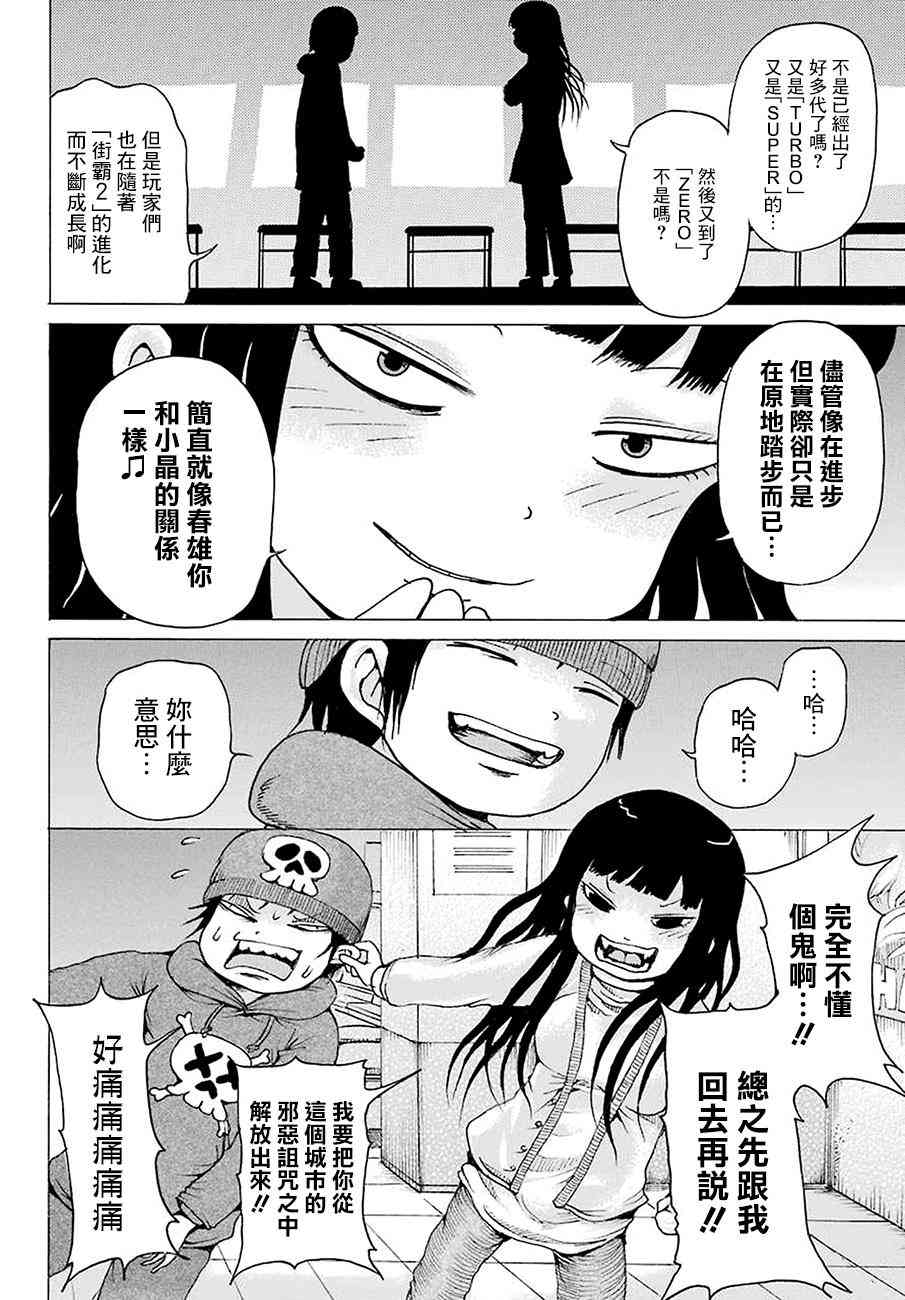 不是已經出了
好多代了嗎？
又是「TURBO」
又是「SUPER」的…
然後又到了
「ZERO」
不是嗎？
但是玩家們
也在隨著
「街霸2」的進化
而不斷成長啊
儘管像在進步
但實際卻只是
在原地踏步而已…
簡直就像春雄你
和小晶的關係
一樣♫
…哈…
哈哈…
妳什麼
意思…
完全不懂
個鬼啊…!!
總之先跟我
回去再說!!
我要把你從
這個城市的
邪惡詛咒之中
解放出來!!
好痛痛痛痛痛